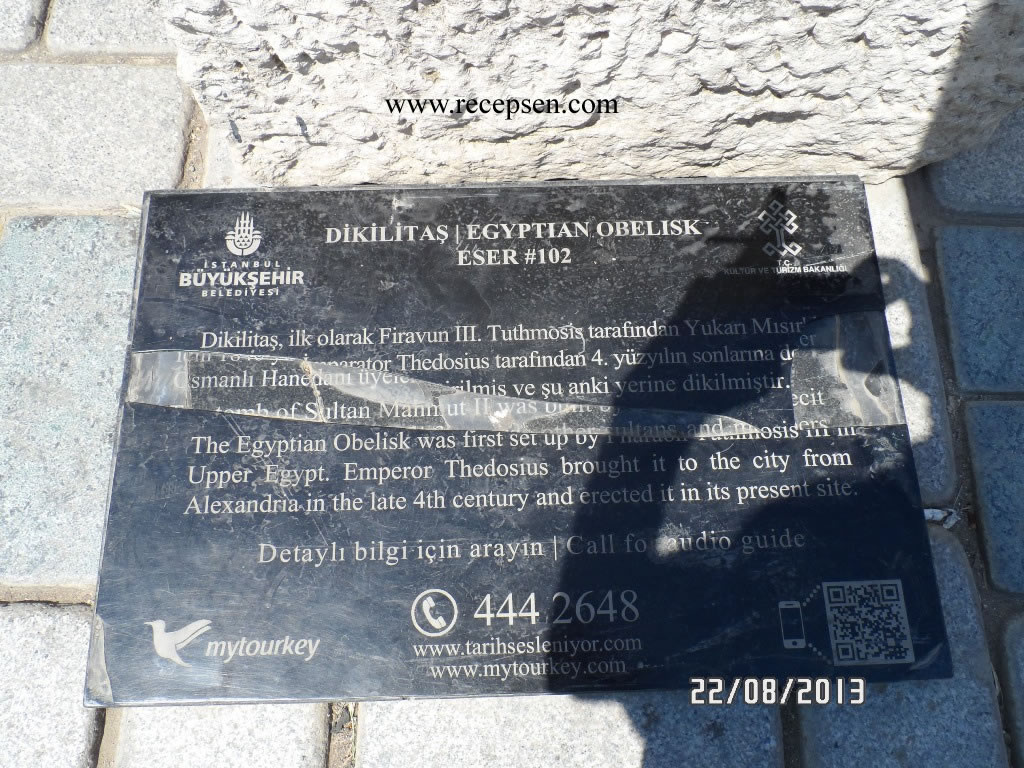 www.recepsen.com
İSTANBUL
BÜYÜKŞEHİR
BELEDİYESİ
DİKİLİTAŞ | EGYPTIAN OBELISK
ESER #102
T.C.
KÜLTÜR VE TURİZM BAKANLIĞI
Dikilitaş, ilk olarak Firavun III. Tuthmosis tarafından Yukarı Mısır'
Thedosius tarafından 4. yüzyılın sonlarına
Osmanlı Hanedanı ve şu anki yerine dikilmiştir.
of Sultan Mahmut II was built
sultans and
The Egyptian Obelisk was first set up by Pharaoh Tuthmosis III in
Upper Egypt. Emperor Thedosius brought it to the city from
Alexandria in the late 4th century and erected it in its present site.
Detaylı bilgi için arayın | Call for audio guide
444 2648
www.tarihsesleniyor.com
www.mytourkey.com
mytourkey
22/08/2013